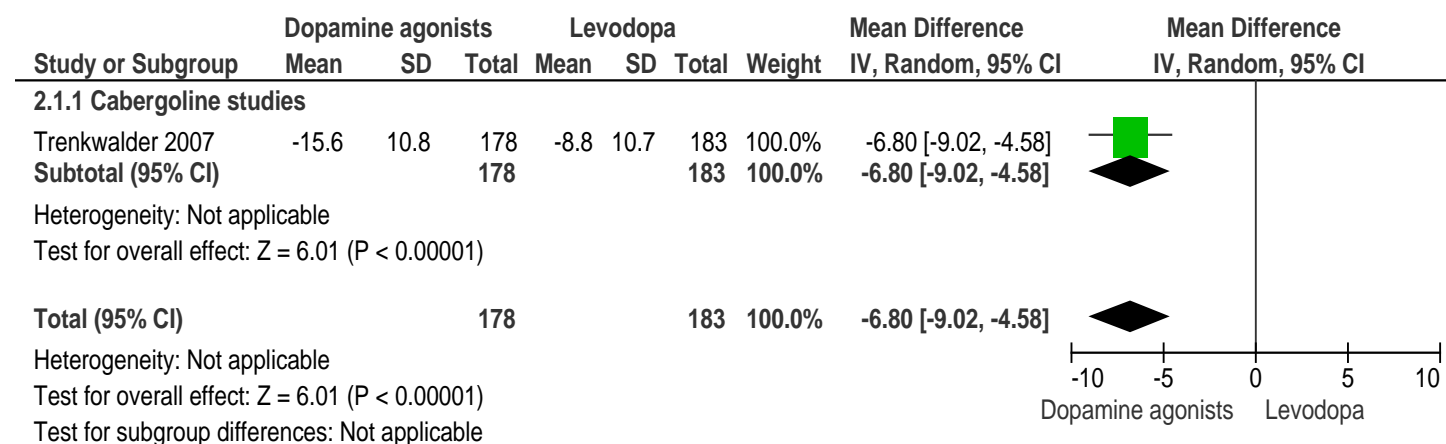 Dopamine agonists Levodopa Mean Difference Mean Difference
Study or Subgroup Mean SD Total Mean SD Total Weight IV, Random, 95% CI IV, Random, 95% CI
2.1.1 Cabergoline studies
Trenkwalder 2007 -15.6 10.8 178 -8.8 10.7 183 100.0% -6.80 [-9.02, -4.58]
Subtotal (95% CI) 178 183 100.0% -6.80 [-9.02, -4.58]
Heterogeneity: Not applicable
Test for overall effect: Z = 6.01 (P < 0.00001)
Total (95% CI) 178 183 100.0% -6.80 [-9.02, -4.58]
Heterogeneity: Not applicable
Test for overall effect: Z = 6.01 (P < 0.00001)
Test for subgroup differences: Not applicable
-10 -5 0 5 10
Dopamine agonists Levodopa